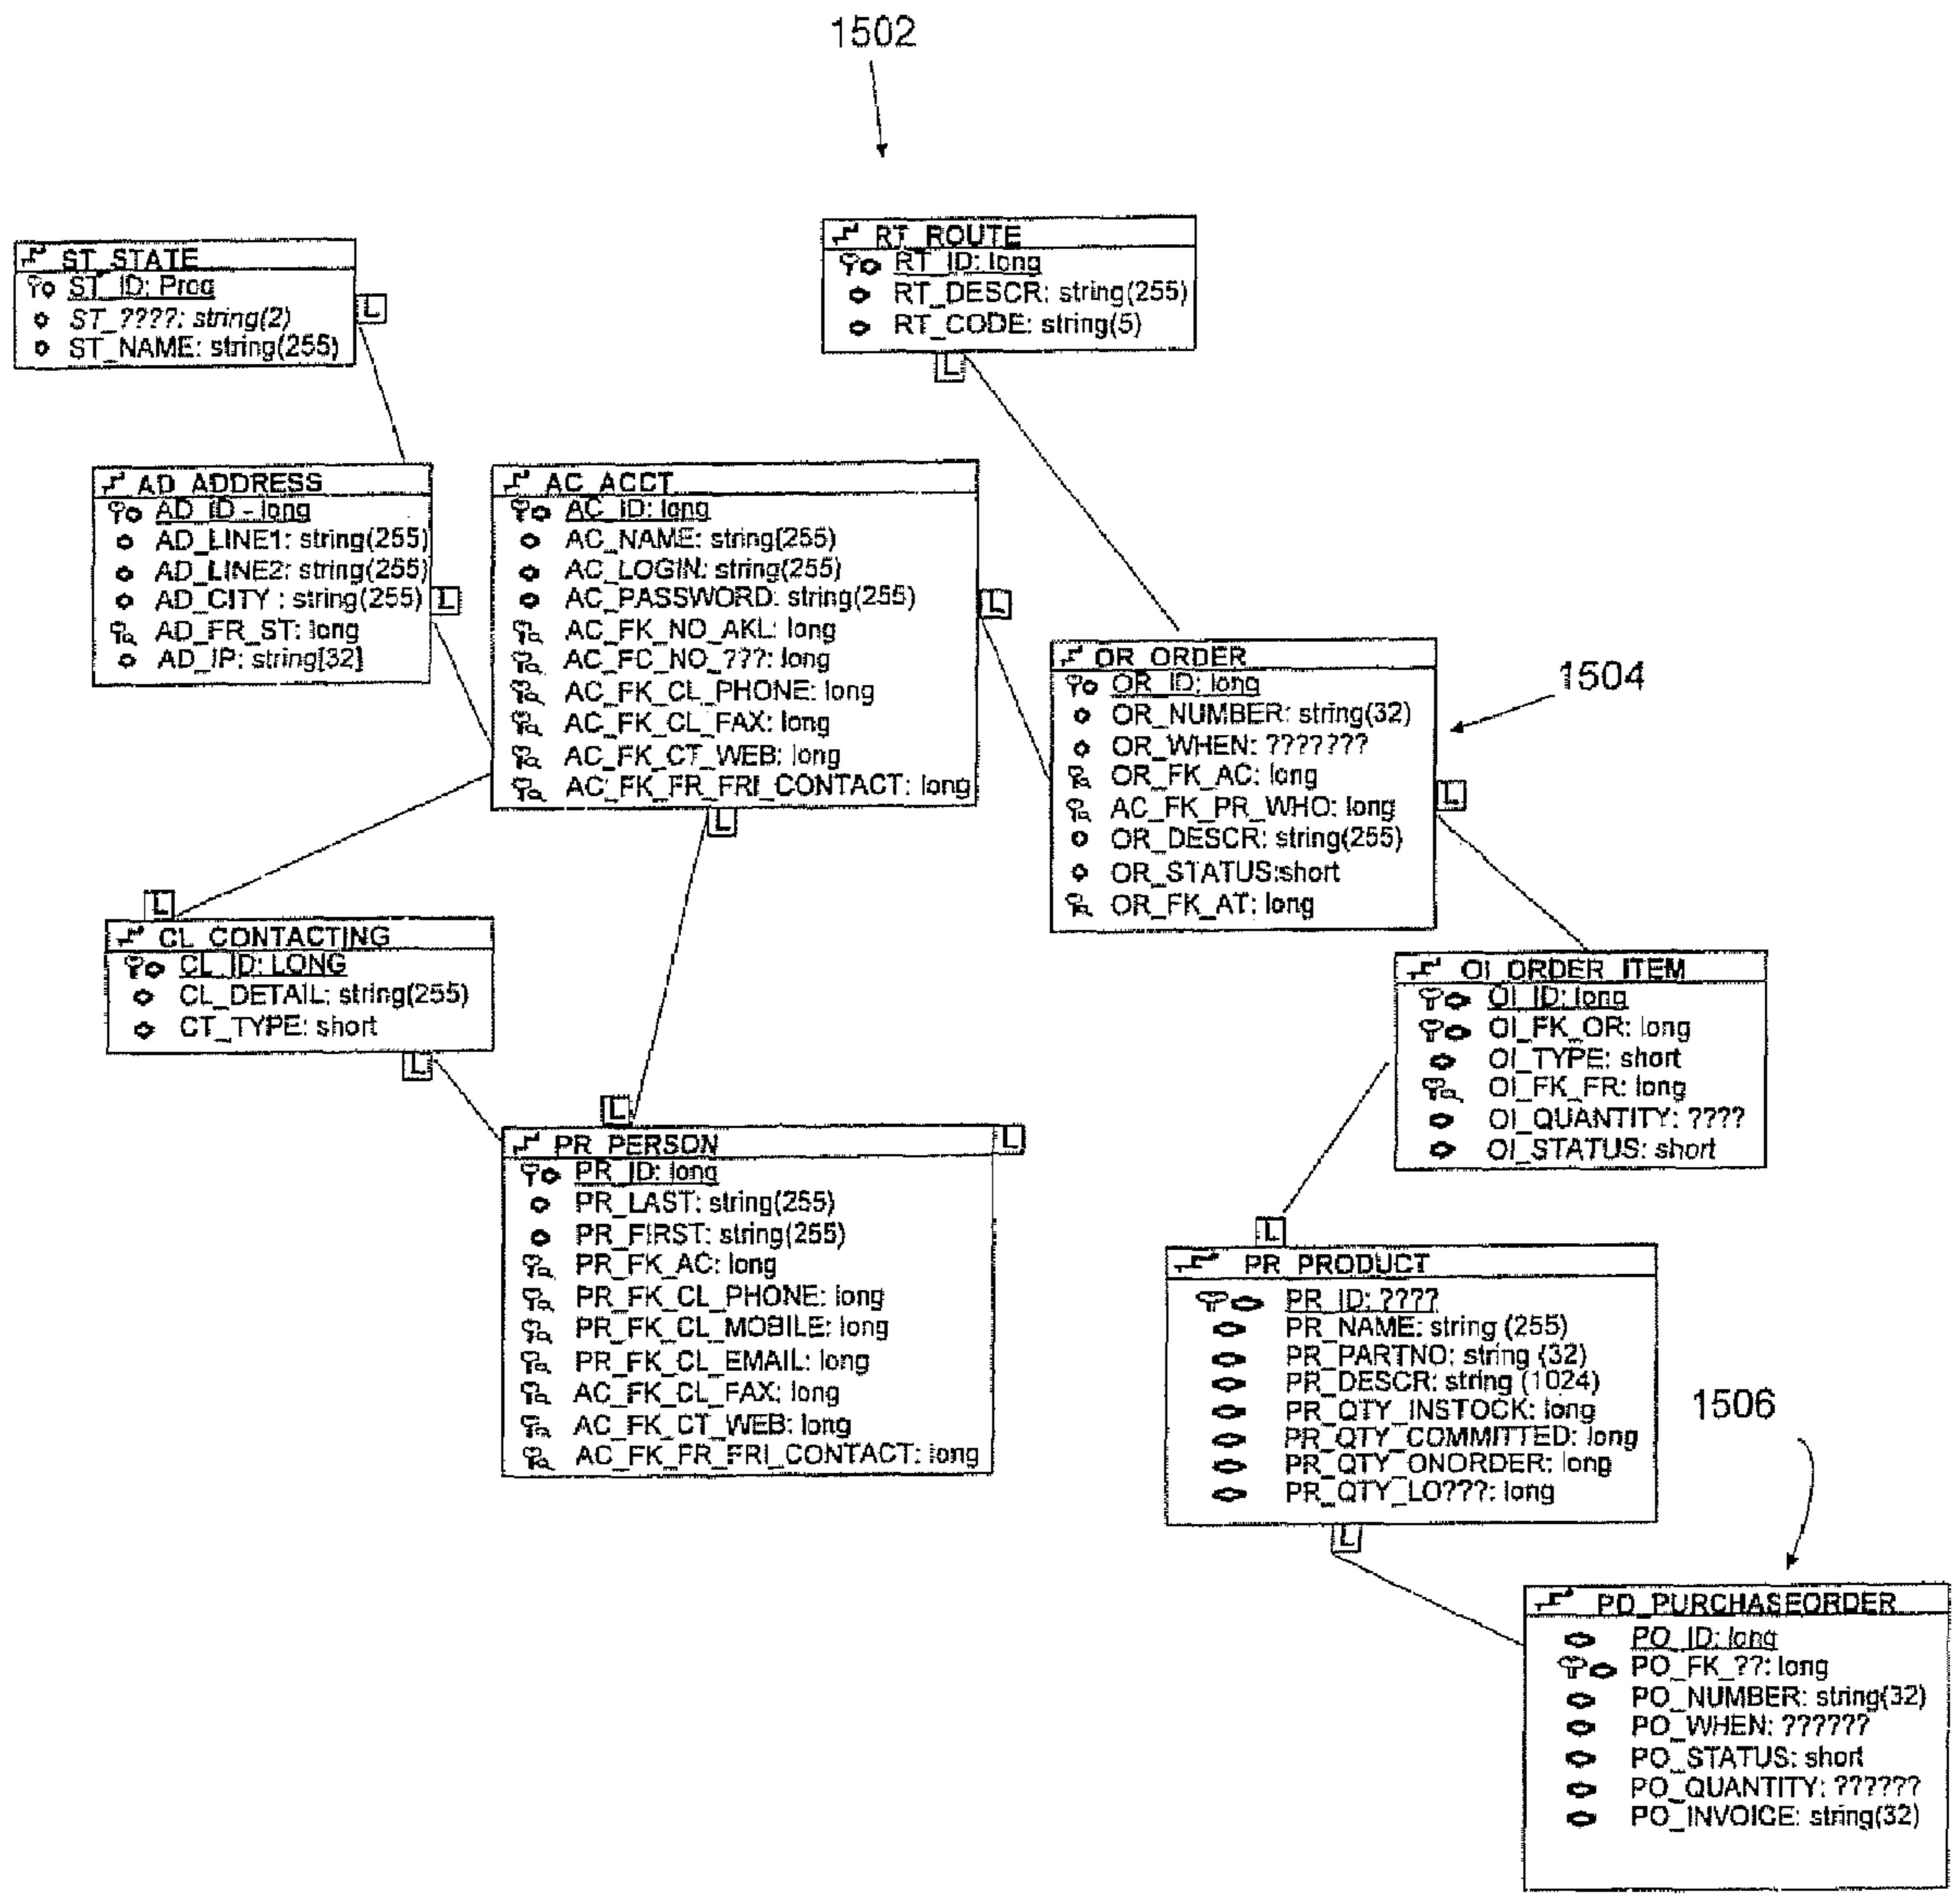 1502
ST_STATE
ST_ID: Prog
ST_????: string(2)
ST_NAME: string(255)
L
RT_ROUTE
RT_ID: long
RT_DESCR: string(255)
RT_CODE: string(5)
L
AD_ADDRESS
AD_ID - long
AD_LINE1: string(255)
AD_LINE2: string(255)
AD_CITY : string(255)
AD_FR_ST: long
AD_IP: string[32]
L
AC_ACCT
AC_ID: long
AC_NAME: string(255)
AC_LOGIN: string(255)
AC_PASSWORD: string(255)
AC_FK_NO_AKL: long
AC_FC_NO_???: long
AC_FK_CL_PHONE: long
AC_FK_CL_FAX: long
AC_FK_CT_WEB: long
AC_FK_FR_FRI_CONTACT: long
L
L
OR_ORDER
OR_ID: long
OR_NUMBER: string(32)
OR_WHEN: ???????
OR_FK_AC: long
AC_FK_PR_WHO: long
OR_DESCR: string(255)
OR_STATUS:short
OR_FK_AT: long
1504
L
L
CL_CONTACTING
CL_ID: LONG
CL_DETAIL: string(255)
CT_TYPE: short
L
OI_ORDER_ITEM
OI_ID: long
OI_FK_OR: long
OI_TYPE: short
OI_FK_FR: long
OI_QUANTITY: ????
OI_STATUS: short
L
L
PR_PERSON
PR_ID: long
PR_LAST: string(255)
PR_FIRST: string(255)
PR_FK_AC: long
PR_FK_CL_PHONE: long
PR_FK_CL_MOBILE: long
PR_FK_CL_EMAIL: long
AC_FK_CL_FAX: long
AC_FK_CT_WEB: long
AC_FK_FR_FRI_CONTACT: long
L
PR_PRODUCT
PR_ID: ????
PR_NAME: string (255)
PR_PARTNO: string (32)
PR_DESCR: string (1024)
PR_QTY_INSTOCK: long
PR_QTY_COMMITTED: long
PR_QTY_ONORDER: long
PR_QTY_LO???: long
L
1506
PO_PURCHASEORDER
PO_ID: long
PO_FK_??: long
PO_NUMBER: string(32)
PO_WHEN: ??????
PO_STATUS: short
PO_QUANTITY: ??????
PO_INVOICE: string(32)